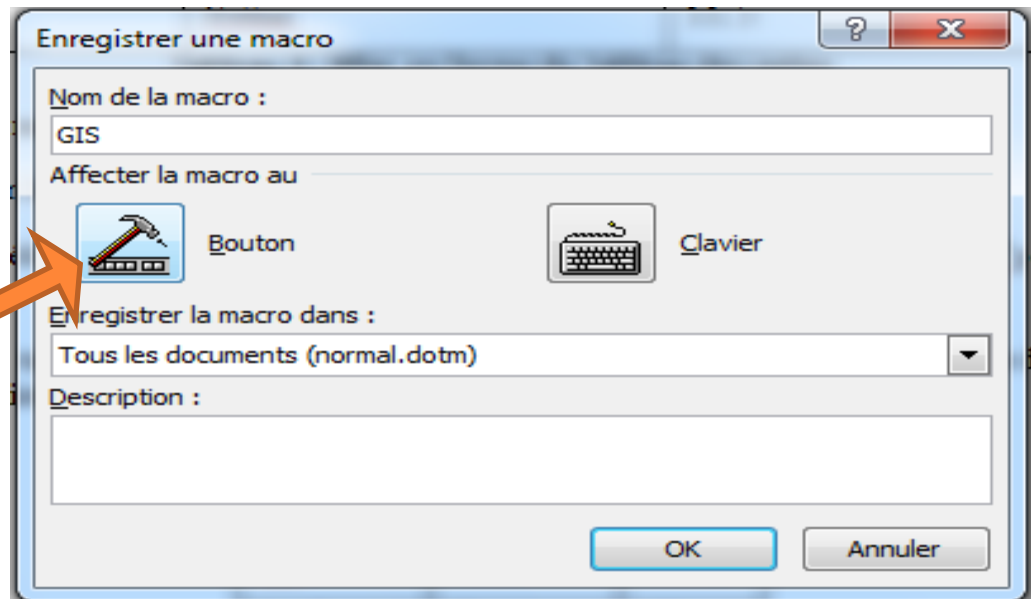 Enregistrer une macro
Nom de la macro :
GIS
Affecter la macro au
Bouton
Clavier
Enregistrer la macro dans :
Tous les documents (normal.dotm)
Description :
OK
Annuler